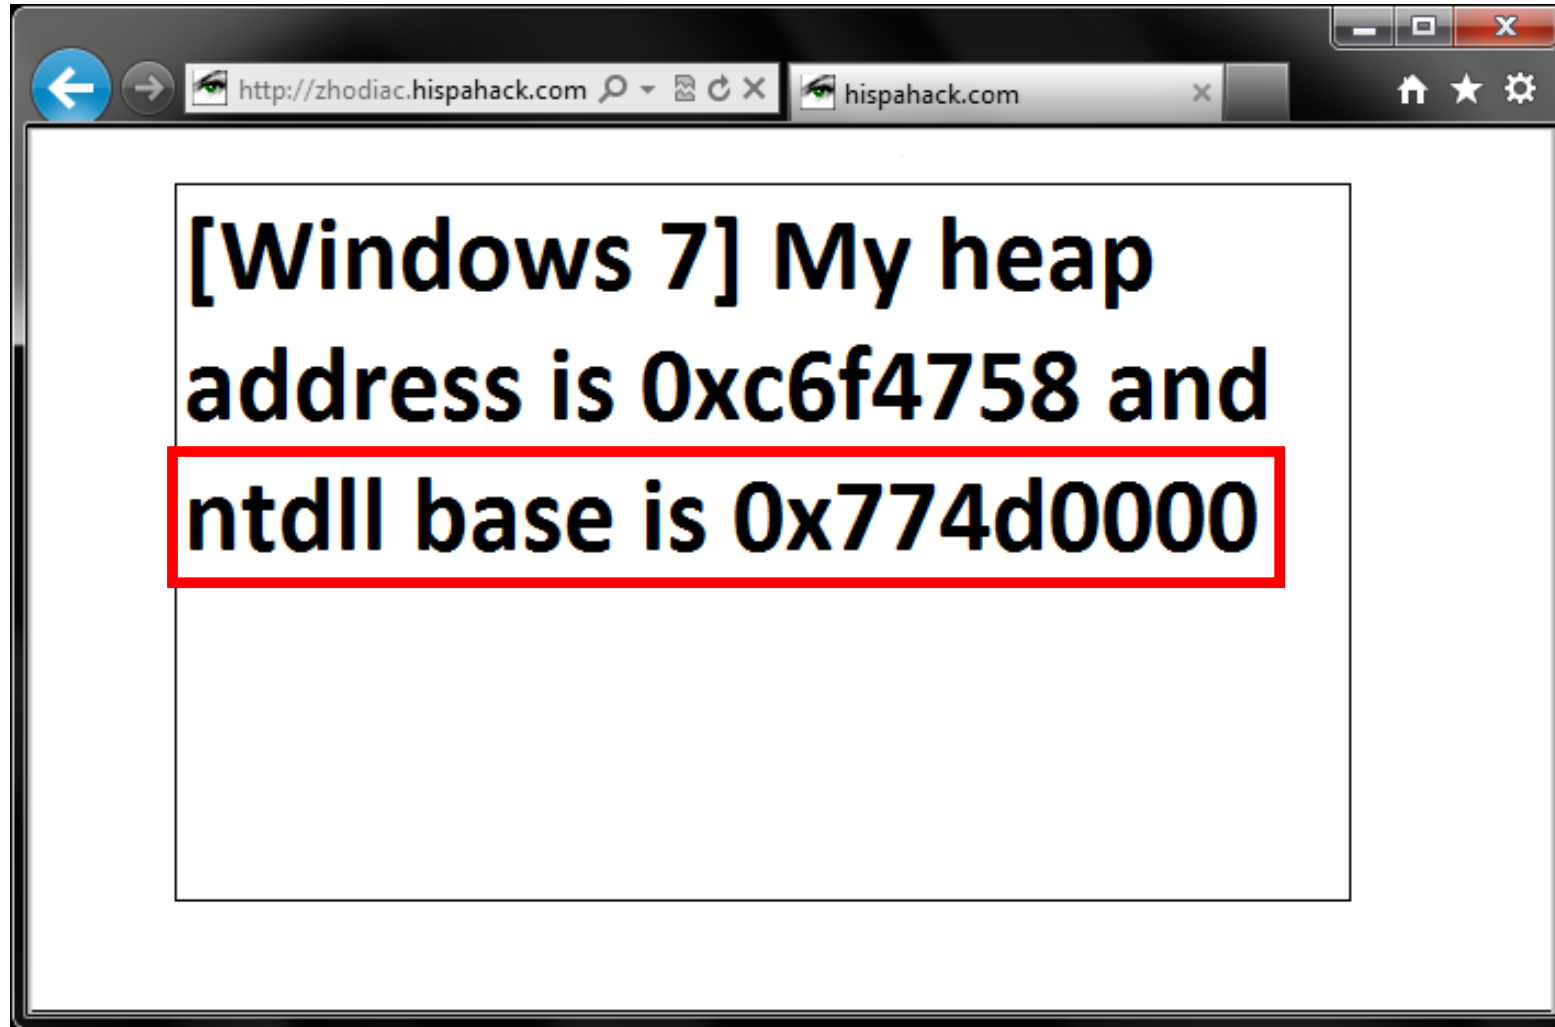 http://zhodiac.hispahack.com
hispahack.com
[Windows 7] My heap
address is 0xc6f4758 and
ntdll base is 0x774d0000